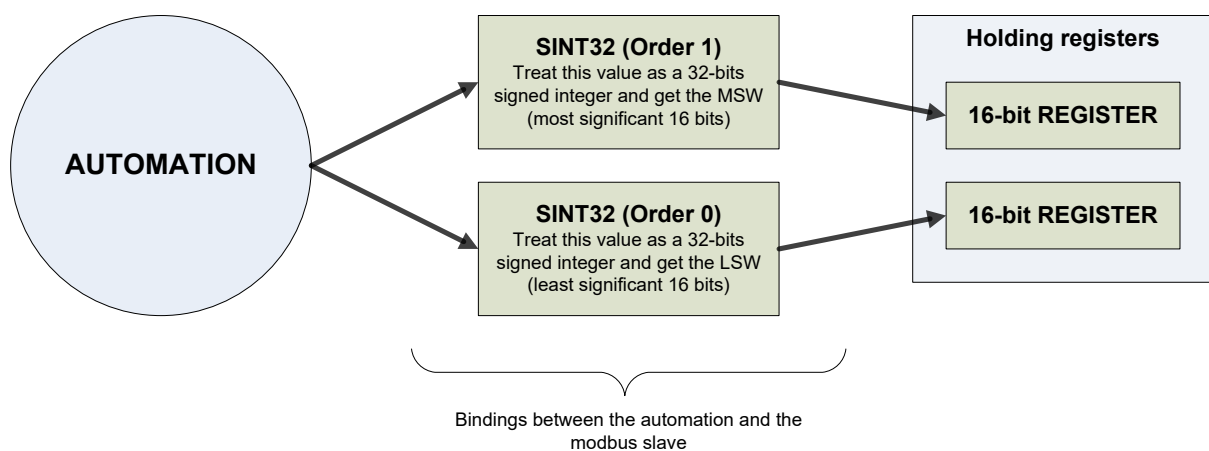 AUTOMATION
SINT32 (Order 1)
Treat this value as a 32-bits
signed integer and get the MSW
(most significant 16 bits)
SINT32 (Order 0)
Treat this value as a 32-bits
signed integer and get the LSW
(least significant 16 bits)
Holding registers
16-bit REGISTER
16-bit REGISTER
Bindings between the automation and the
modbus slave